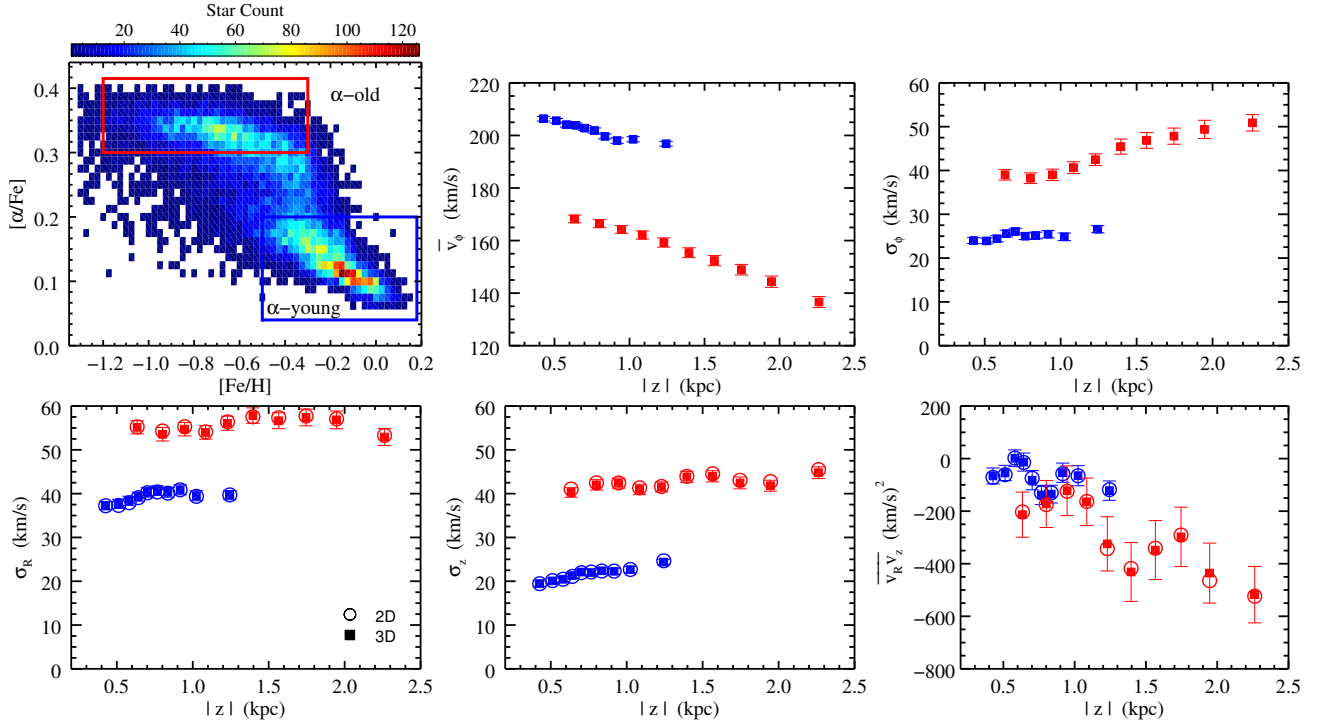 Star Count
20 40 60 80 100 120
[α/Fe]
0.4
0.3
0.2
0.1
0.0
α−old
α−young
−1.2 −1.0 −0.8 −0.6 −0.4 −0.2 0.0 0.2
[Fe/H]
v̅ϕ (km/s)
220
200
180
160
140
120
0.5 1.0 1.5 2.0 2.5
| z | (kpc)
σϕ (km/s)
60
50
40
30
20
10
0
0.5 1.0 1.5 2.0 2.5
| z | (kpc)
σR (km/s)
60
50
40
30
20
10
0
2D
3D
0.5 1.0 1.5 2.0 2.5
| z | (kpc)
σz (km/s)
60
50
40
30
20
10
0
0.5 1.0 1.5 2.0 2.5
| z | (kpc)
v̅R̅ ̅v̅z̅ (km/s)²
200
0
−200
−400
−600
−800
0.5 1.0 1.5 2.0 2.5
| z | (kpc)